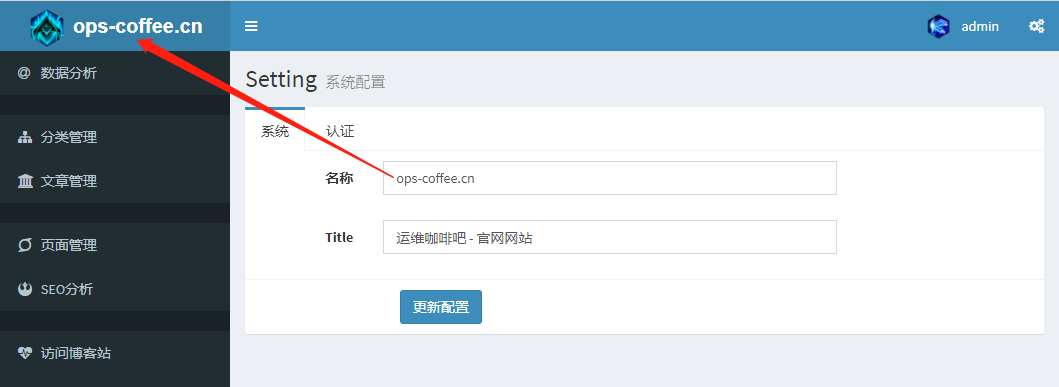 ops-coffee.cn
admin
@ 数据分析
分类管理
文章管理
页面管理
SEO分析
访问博客站
Setting 系统配置
系统 认证
名称 ops-coffee.cn
Title 运维咖啡吧 - 官网网站
更新配置